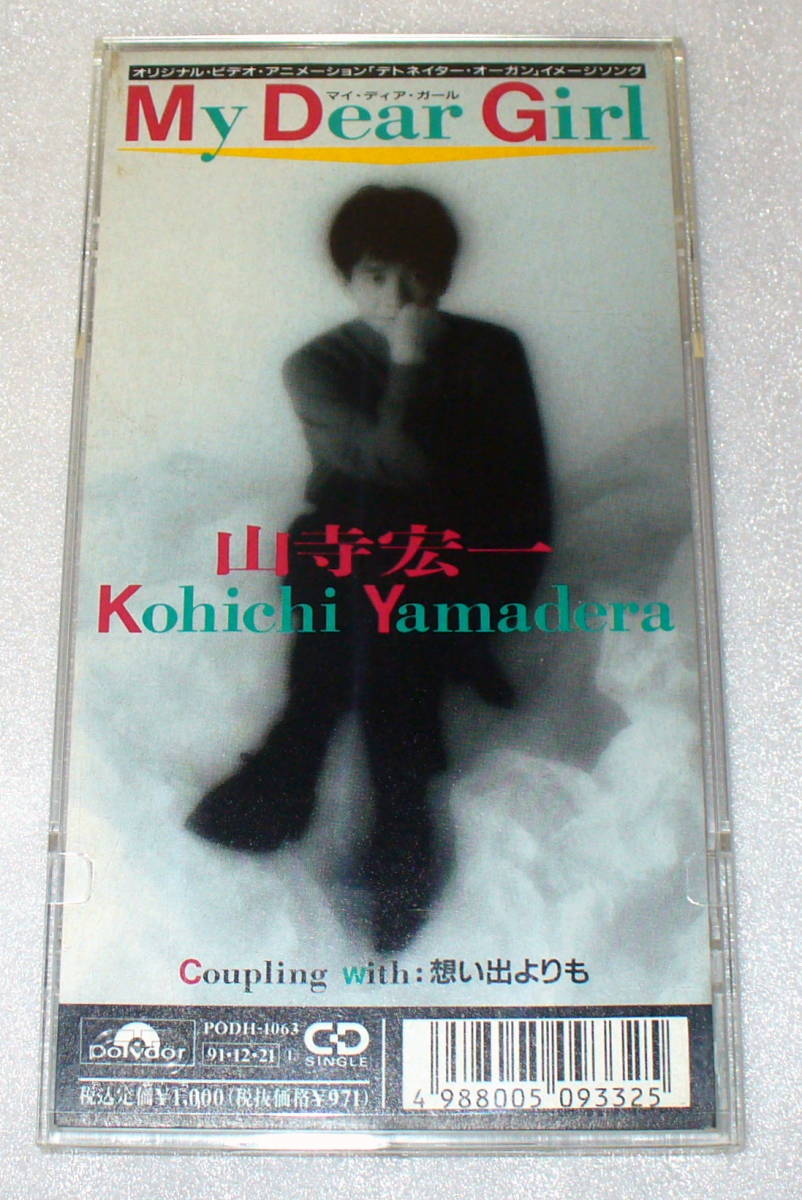 オリジナル・ビデオ・アニメーション「デトネイター・オーガン」イメージソング
マイ・ディア・ガール
My Dear Girl
山寺宏一
Kohichi Yamadera
Coupling with:想い出よりも
polydor
PODH-1063
91・12・21
CD
SINGLE
税込定価¥1,000(税抜価格¥971)
4 988005 093325